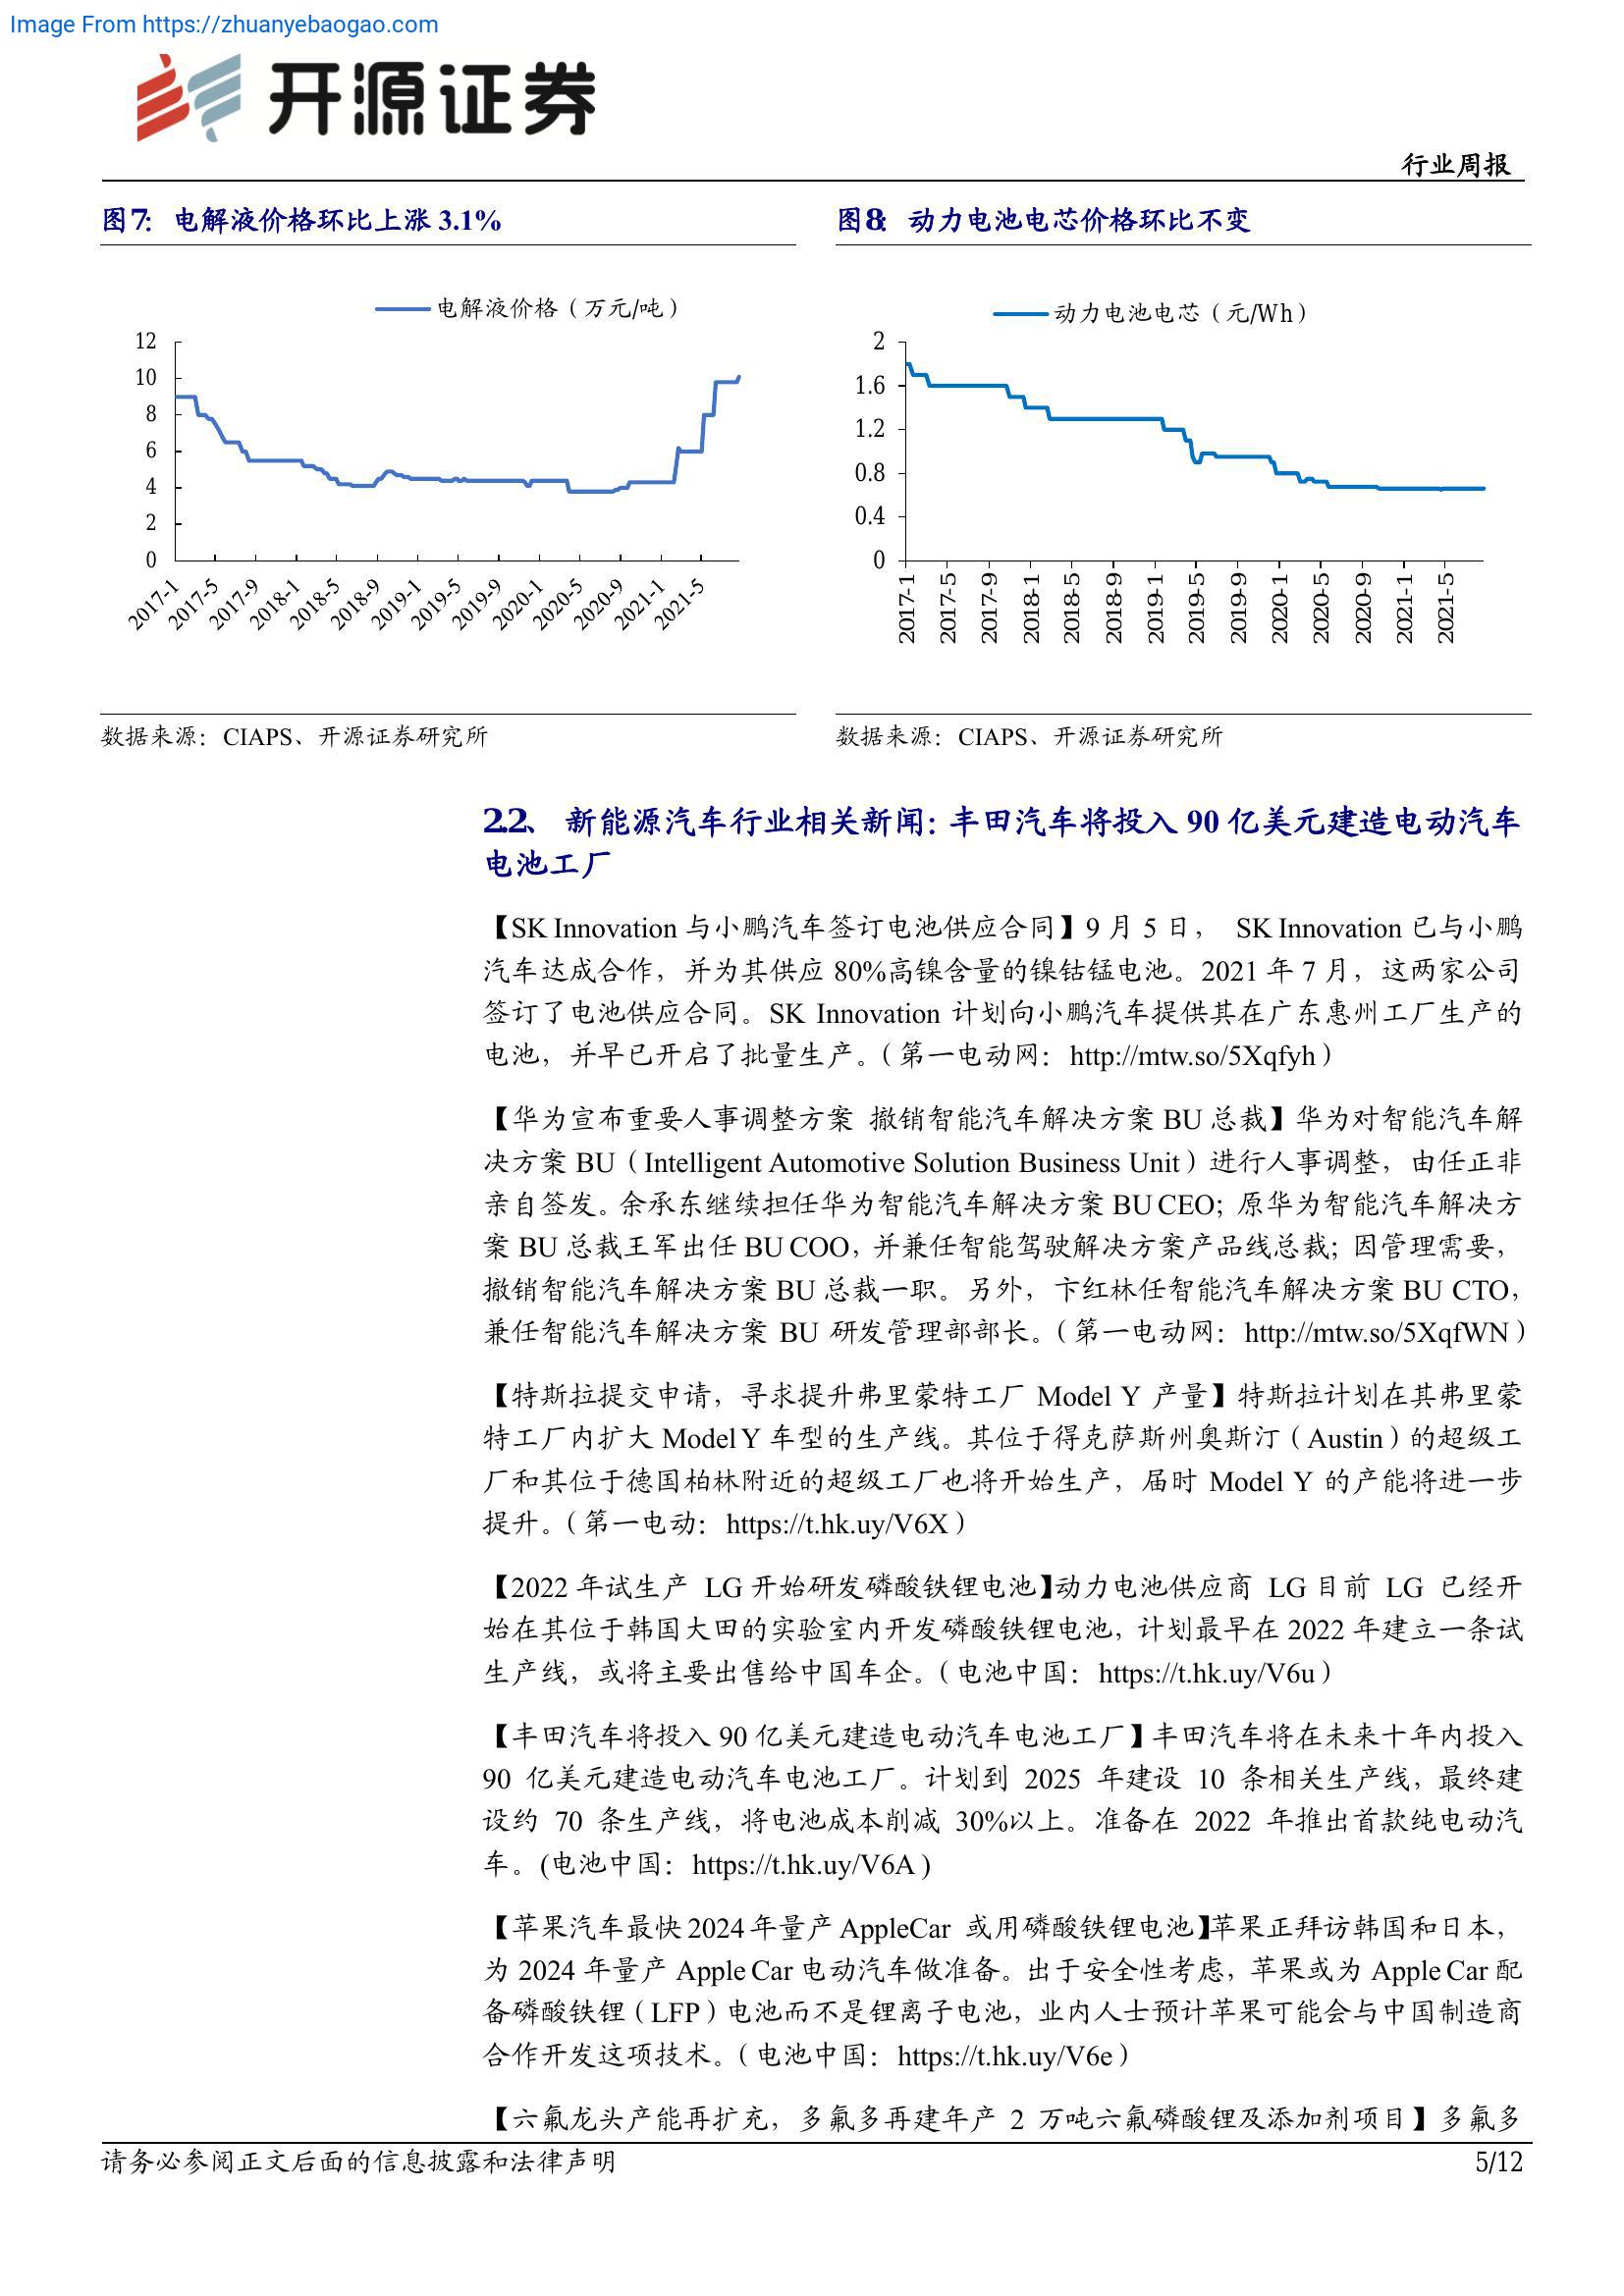 Image From https://zhuanyebaogao.com
开源证券
行业周报
图7： 电解液价格环比上涨 3.1%
电解液价格（万元/吨）
12
10
8
6
4
2
0
2017-1
2017-5
2017-9
2018-1
2018-5
2018-9
2019-1
2019-5
2019-9
2020-1
2020-5
2020-9
2021-1
2021-5
数据来源：CIAPS、开源证券研究所
图8： 动力电池电芯价格环比不变
动力电池电芯（元/Wh）
2
1.6
1.2
0.8
0.4
0
2017-1
2017-5
2017-9
2018-1
2018-5
2018-9
2019-1
2019-5
2019-9
2020-1
2020-5
2020-9
2021-1
2021-5
数据来源：CIAPS、开源证券研究所
2.2、 新能源汽车行业相关新闻：丰田汽车将投入 90 亿美元建造电动汽车
电池工厂
【SK Innovation 与小鹏汽车签订电池供应合同】9 月 5 日， SK Innovation 已与小鹏
汽车达成合作，并为其供应 80%高镍含量的镍钴锰电池。2021 年 7 月，这两家公司
签订了电池供应合同。SK Innovation 计划向小鹏汽车提供其在广东惠州工厂生产的
电池，并早已开启了批量生产。（第一电动网：http://mtw.so/5Xqfyh）
【华为宣布重要人事调整方案 撤销智能汽车解决方案 BU 总裁】华为对智能汽车解
决方案 BU（Intelligent Automotive Solution Business Unit）进行人事调整，由任正非
亲自签发。余承东继续担任华为智能汽车解决方案 BU CEO；原华为智能汽车解决方
案 BU 总裁王军出任 BU COO，并兼任智能驾驶解决方案产品线总裁；因管理需要，
撤销智能汽车解决方案 BU 总裁一职。另外，卞红林任智能汽车解决方案 BU CTO，
兼任智能汽车解决方案 BU 研发管理部部长。（第一电动网：http://mtw.so/5XqfWN）
【特斯拉提交申请，寻求提升弗里蒙特工厂 Model Y 产量】特斯拉计划在其弗里蒙
特工厂内扩大 Model Y 车型的生产线。其位于得克萨斯州奥斯汀（Austin）的超级工
厂和其位于德国柏林附近的超级工厂也将开始生产，届时 Model Y 的产能将进一步
提升。（第一电动：https://t.hk.uy/V6X）
【2022 年试生产 LG 开始研发磷酸铁锂电池】动力电池供应商 LG 目前 LG 已经开
始在其位于韩国大田的实验室内开发磷酸铁锂电池，计划最早在 2022 年建立一条试
生产线，或将主要出售给中国车企。（电池中国：https://t.hk.uy/V6u）
【丰田汽车将投入 90 亿美元建造电动汽车电池工厂】丰田汽车将在未来十年内投入
90 亿美元建造电动汽车电池工厂。计划到 2025 年建设 10 条相关生产线，最终建
设约 70 条生产线，将电池成本削减 30%以上。准备在 2022 年推出首款纯电动汽
车。(电池中国：https://t.hk.uy/V6A )
【苹果汽车最快 2024 年量产 AppleCar 或用磷酸铁锂电池】苹果正拜访韩国和日本，
为 2024 年量产 Apple Car 电动汽车做准备。出于安全性考虑，苹果或为 Apple Car 配
备磷酸铁锂（LFP）电池而不是锂离子电池，业内人士预计苹果可能会与中国制造商
合作开发这项技术。（电池中国：https://t.hk.uy/V6e）
【六氟龙头产能再扩充，多氟多再建年产 2 万吨六氟磷酸锂及添加剂项目】多氟多
请务必参阅正文后面的信息披露和法律声明
5/12